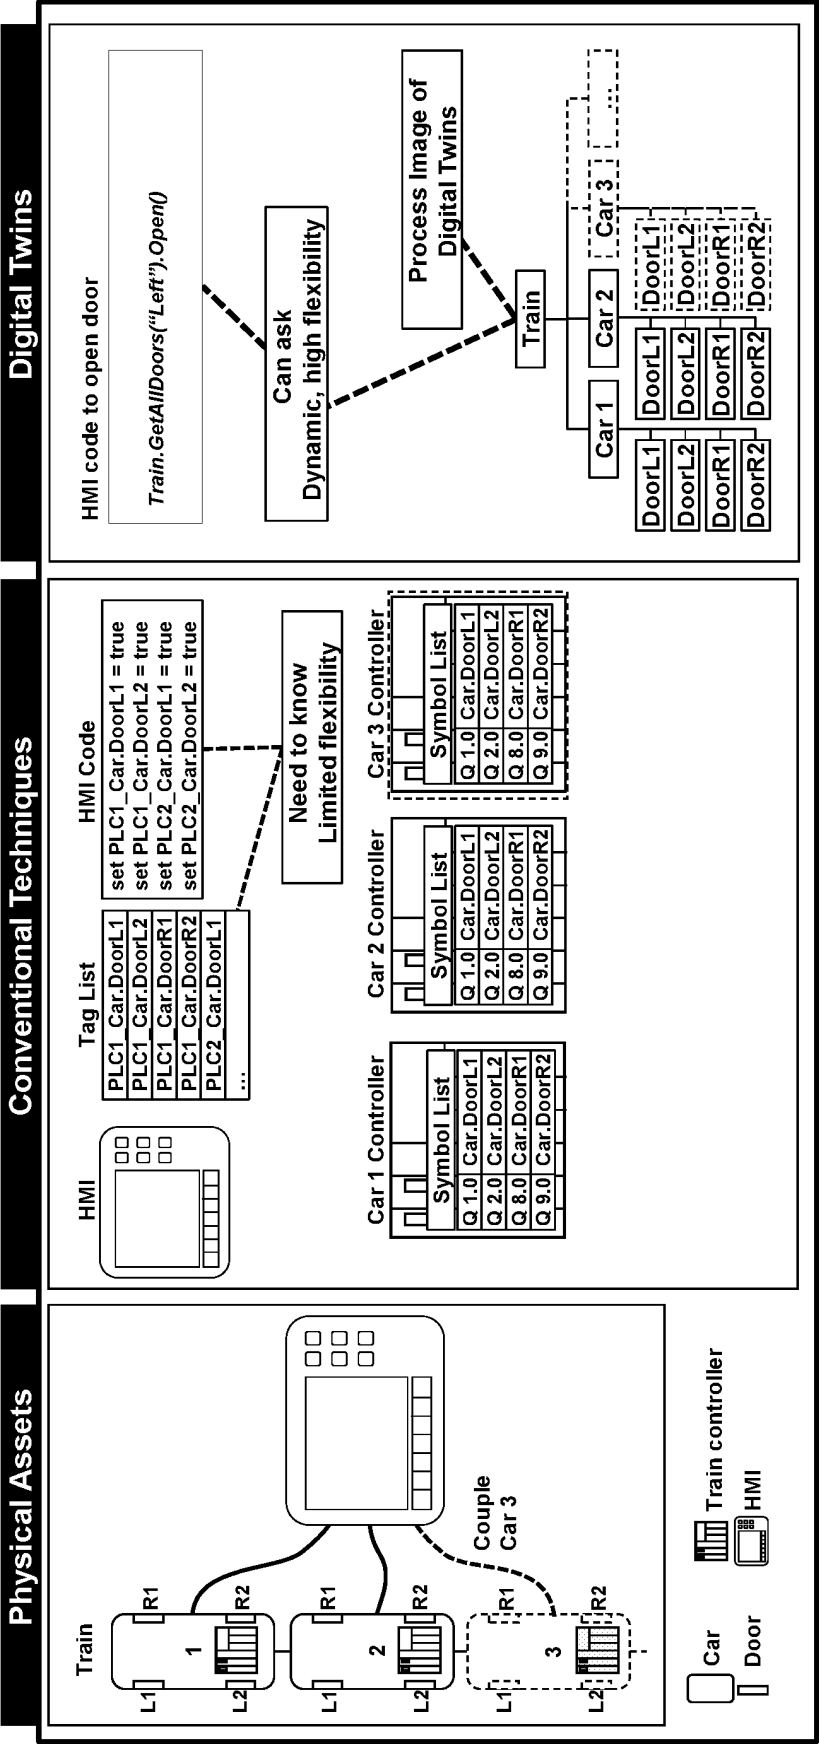 Physical Assets
Train
L1
R1
1
L2
R2
L1
R1
2
L2
R2
L1
R1
3
L2
R2
Couple
Car 3
Car
Door
Train controller
HMI
Conventional Techniques
HMI
Tag List
PLC1_Car.DoorL1
PLC1_Car.DoorL2
PLC1_Car.DoorR1
PLC1_Car.DoorR2
PLC2_Car.DoorL1
...
HMI Code
set PLC1_Car.DoorL1 = true
set PLC1_Car.DoorL2 = true
set PLC2_Car.DoorL1 = true
set PLC2_Car.DoorL2 = true
Need to know
Limited flexibility
Car 1 Controller
Symbol List
Q 1.0 Car.DoorL1
Q 2.0 Car.DoorL2
Q 8.0 Car.DoorR1
Q 9.0 Car.DoorR2
Car 2 Controller
Symbol List
Q 1.0 Car.DoorL1
Q 2.0 Car.DoorL2
Q 8.0 Car.DoorR1
Q 9.0 Car.DoorR2
Car 3 Controller
Symbol List
Q 1.0 Car.DoorL1
Q 2.0 Car.DoorL2
Q 8.0 Car.DoorR1
Q 9.0 Car.DoorR2
Digital Twins
HMI code to open door
Train.GetAllDoors(“Left”).Open()
Can ask
Dynamic, high flexibility
Process Image of
Digital Twins
Train
Car 1
Car 2
Car 3
...
DoorL1
DoorL2
DoorR1
DoorR2
DoorL1
DoorL2
DoorR1
DoorR2
DoorL1
DoorL2
DoorR1
DoorR2